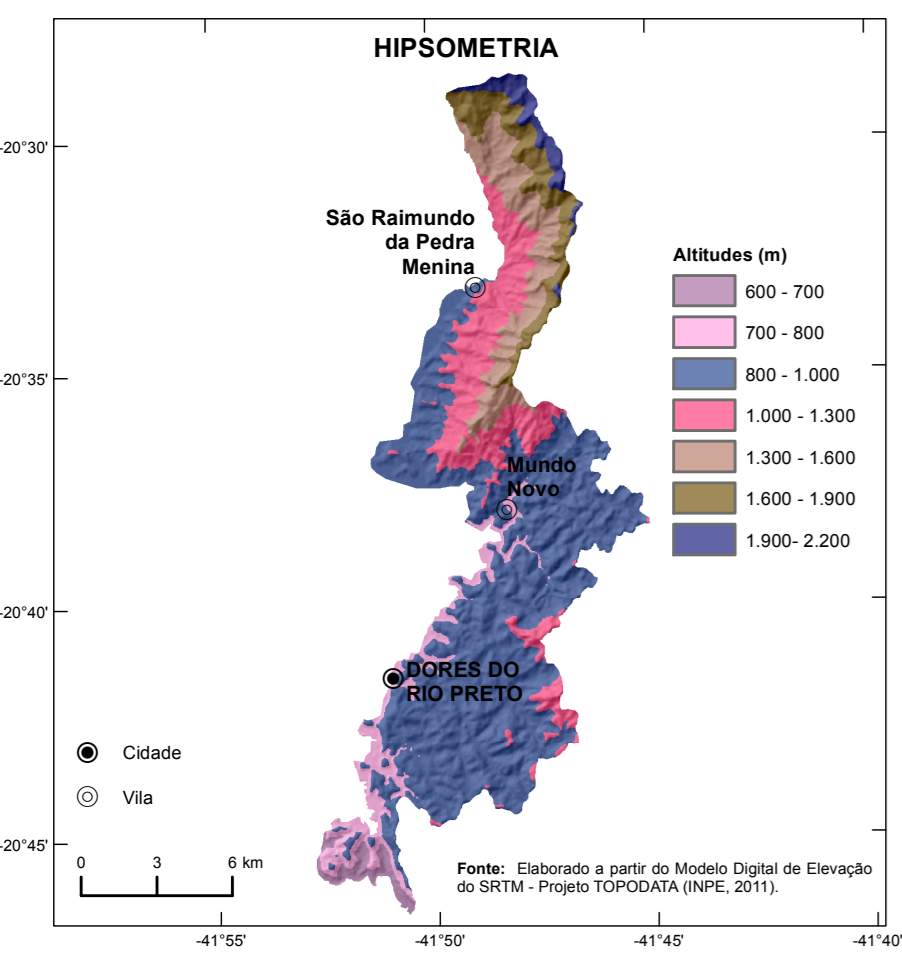 HIPSOMETRIA
-20°30'
São Raimundo
da Pedra
Menina
Altitudes (m)
600 - 700
700 - 800
800 - 1.000
1.000 - 1.300
1.300 - 1.600
1.600 - 1.900
1.900- 2.200
-20°35'
Mundo
Novo
-20°40'
DORES DO
RIO PRETO
Cidade
Vila
-20°45'
0 3 6 km
Fonte: Elaborado a partir do Modelo Digital de Elevação
do SRTM - Projeto TOPODATA (INPE, 2011).
-41°55' -41°50' -41°45' -41°40'